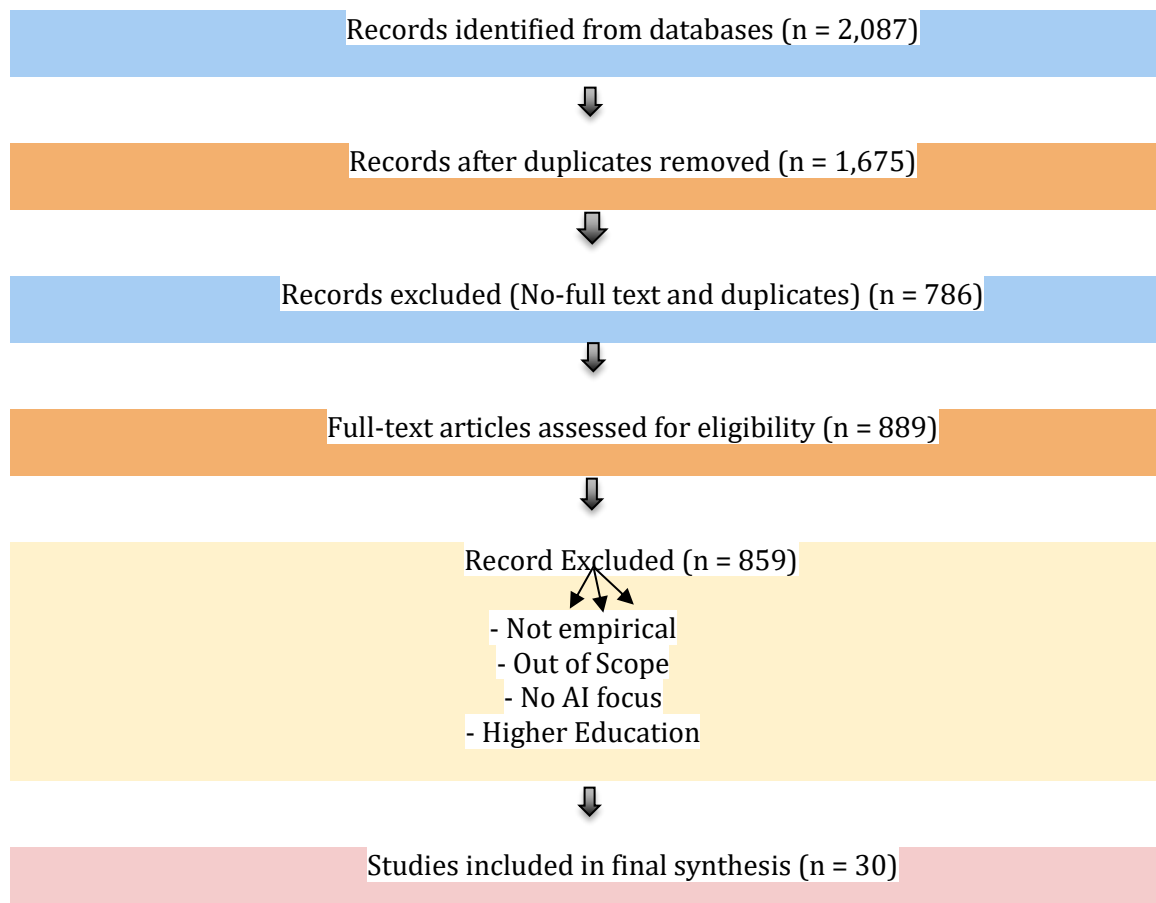 Records identified from databases (n = 2,087)
Records after duplicates removed (n = 1,675)
Records excluded (No-full text and duplicates) (n = 786)
Full-text articles assessed for eligibility (n = 889)
Record Excluded (n = 859)
- Not empirical
- Out of Scope
- No AI focus
- Higher Education
Studies included in final synthesis (n = 30)